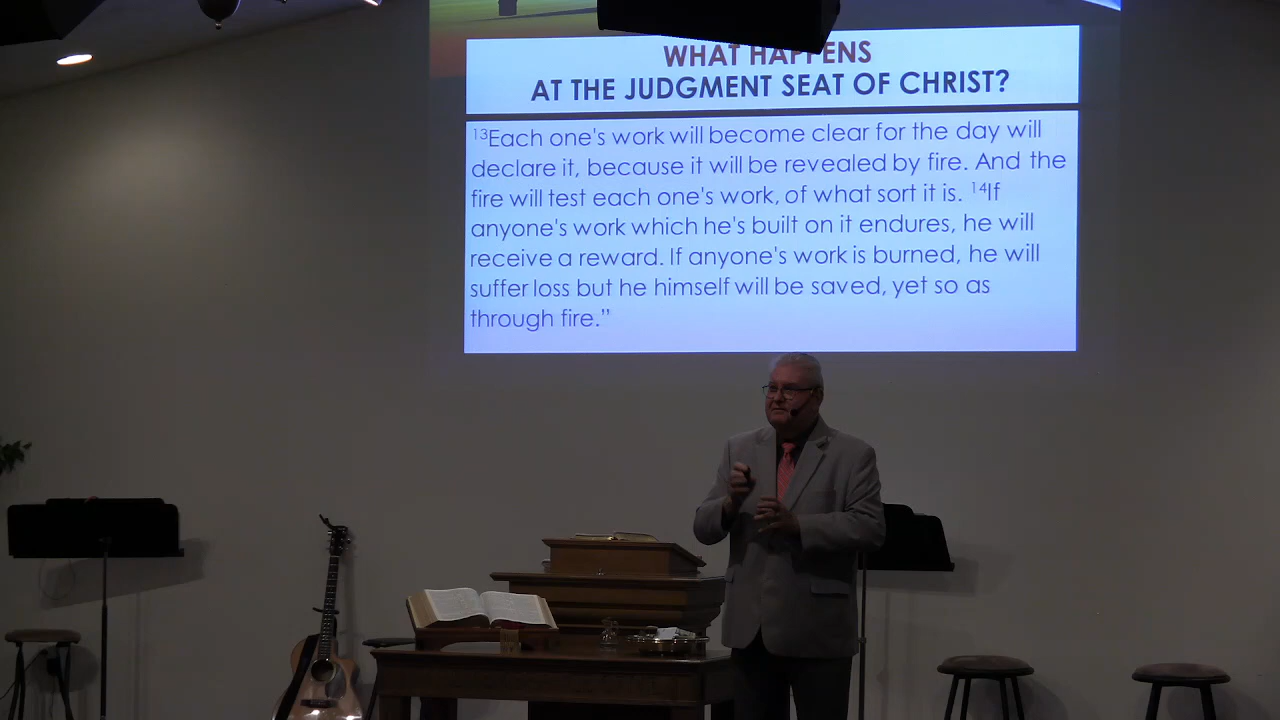 WHAT HAPPENS
AT THE JUDGMENT SEAT OF CHRIST?
¹³Each one's work will become clear for the day will
declare it, because it will be revealed by fire. And the
fire will test each one's work, of what sort it is. ¹⁴If
anyone's work which he's built on it endures, he will
receive a reward. If anyone's work is burned, he will
suffer loss but he himself will be saved, yet so as
through fire.”